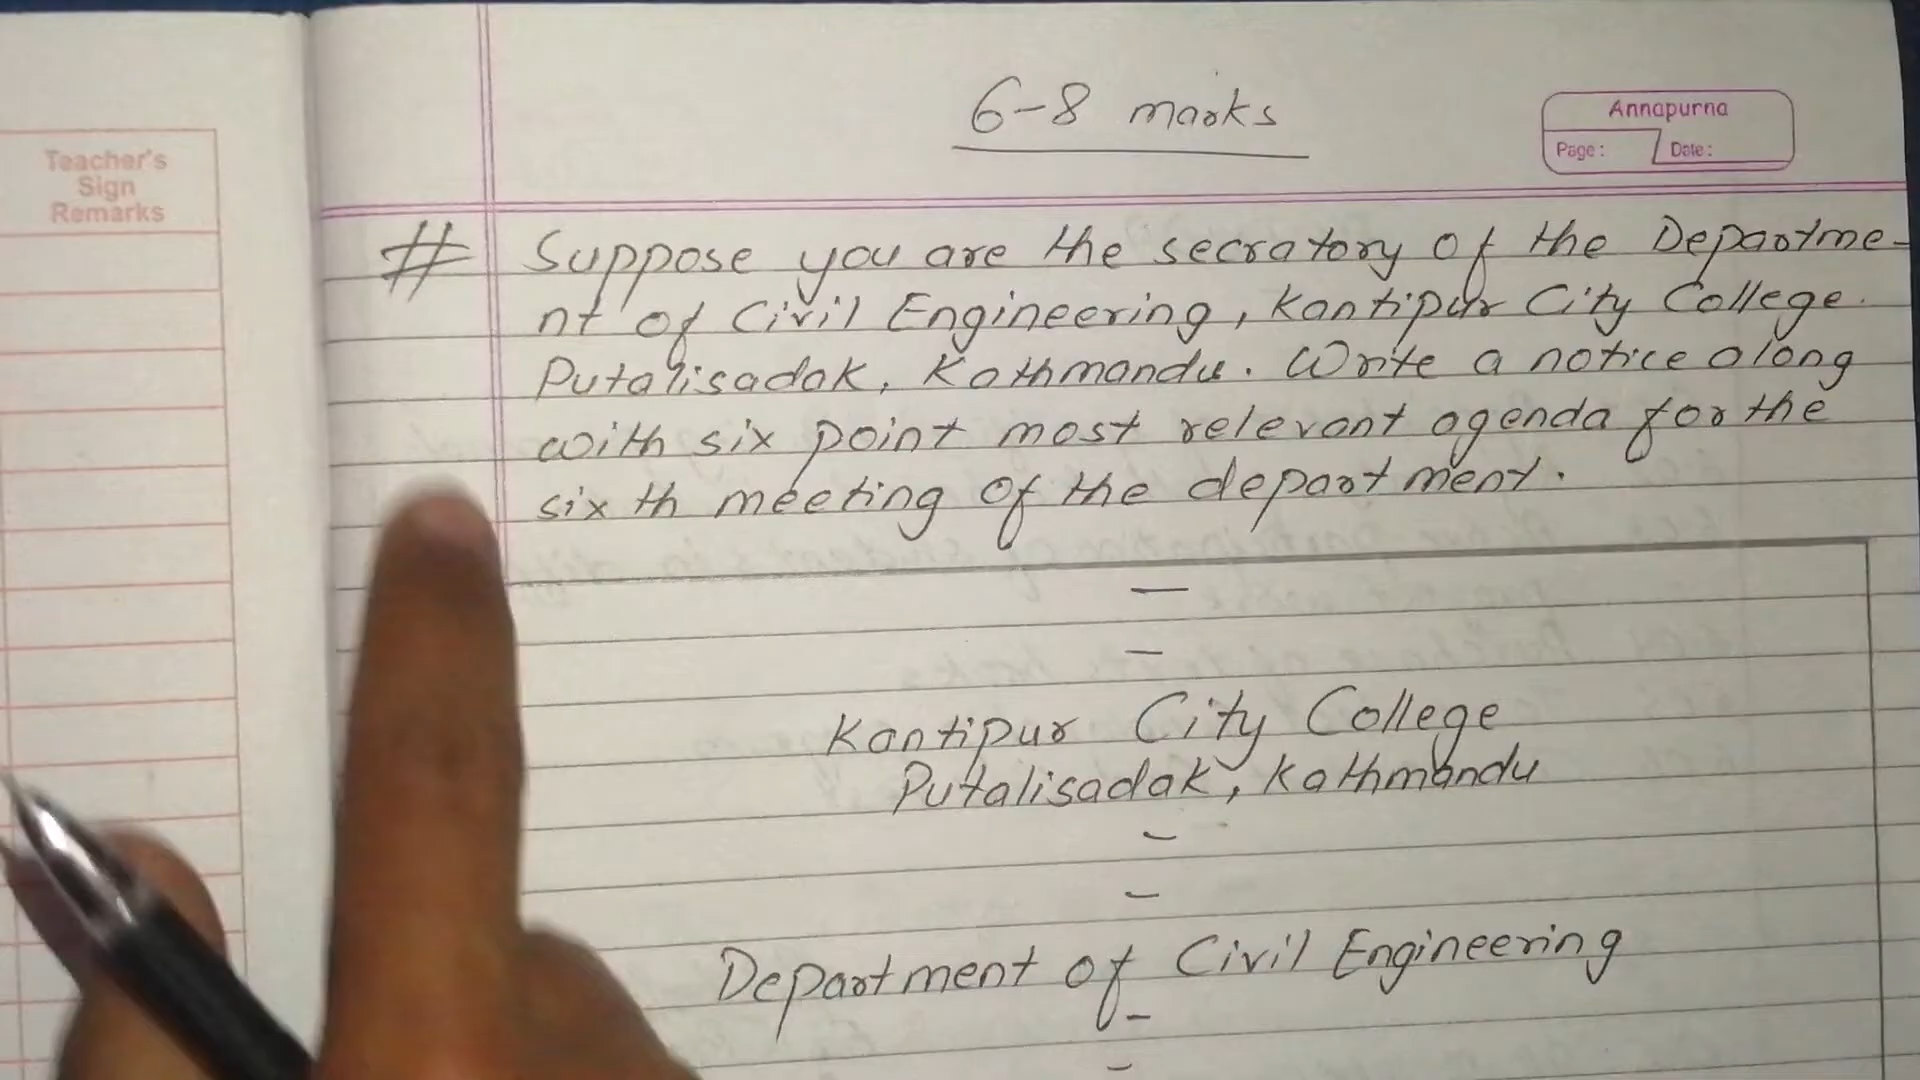 6-8 marks
Annapurna
Page: Date:
Teacher's
Sign
Remarks
# Suppose you are the secratory of the Departme-
nt of Civil Engineering, Kantipur City College.
Putalisadak, Kathmandu. Write a notice along
with six point most relevant agenda for the
sixth meeting of the department.
Kantipur City College
Putalisadak, Kathmandu
Department of Civil Engineering